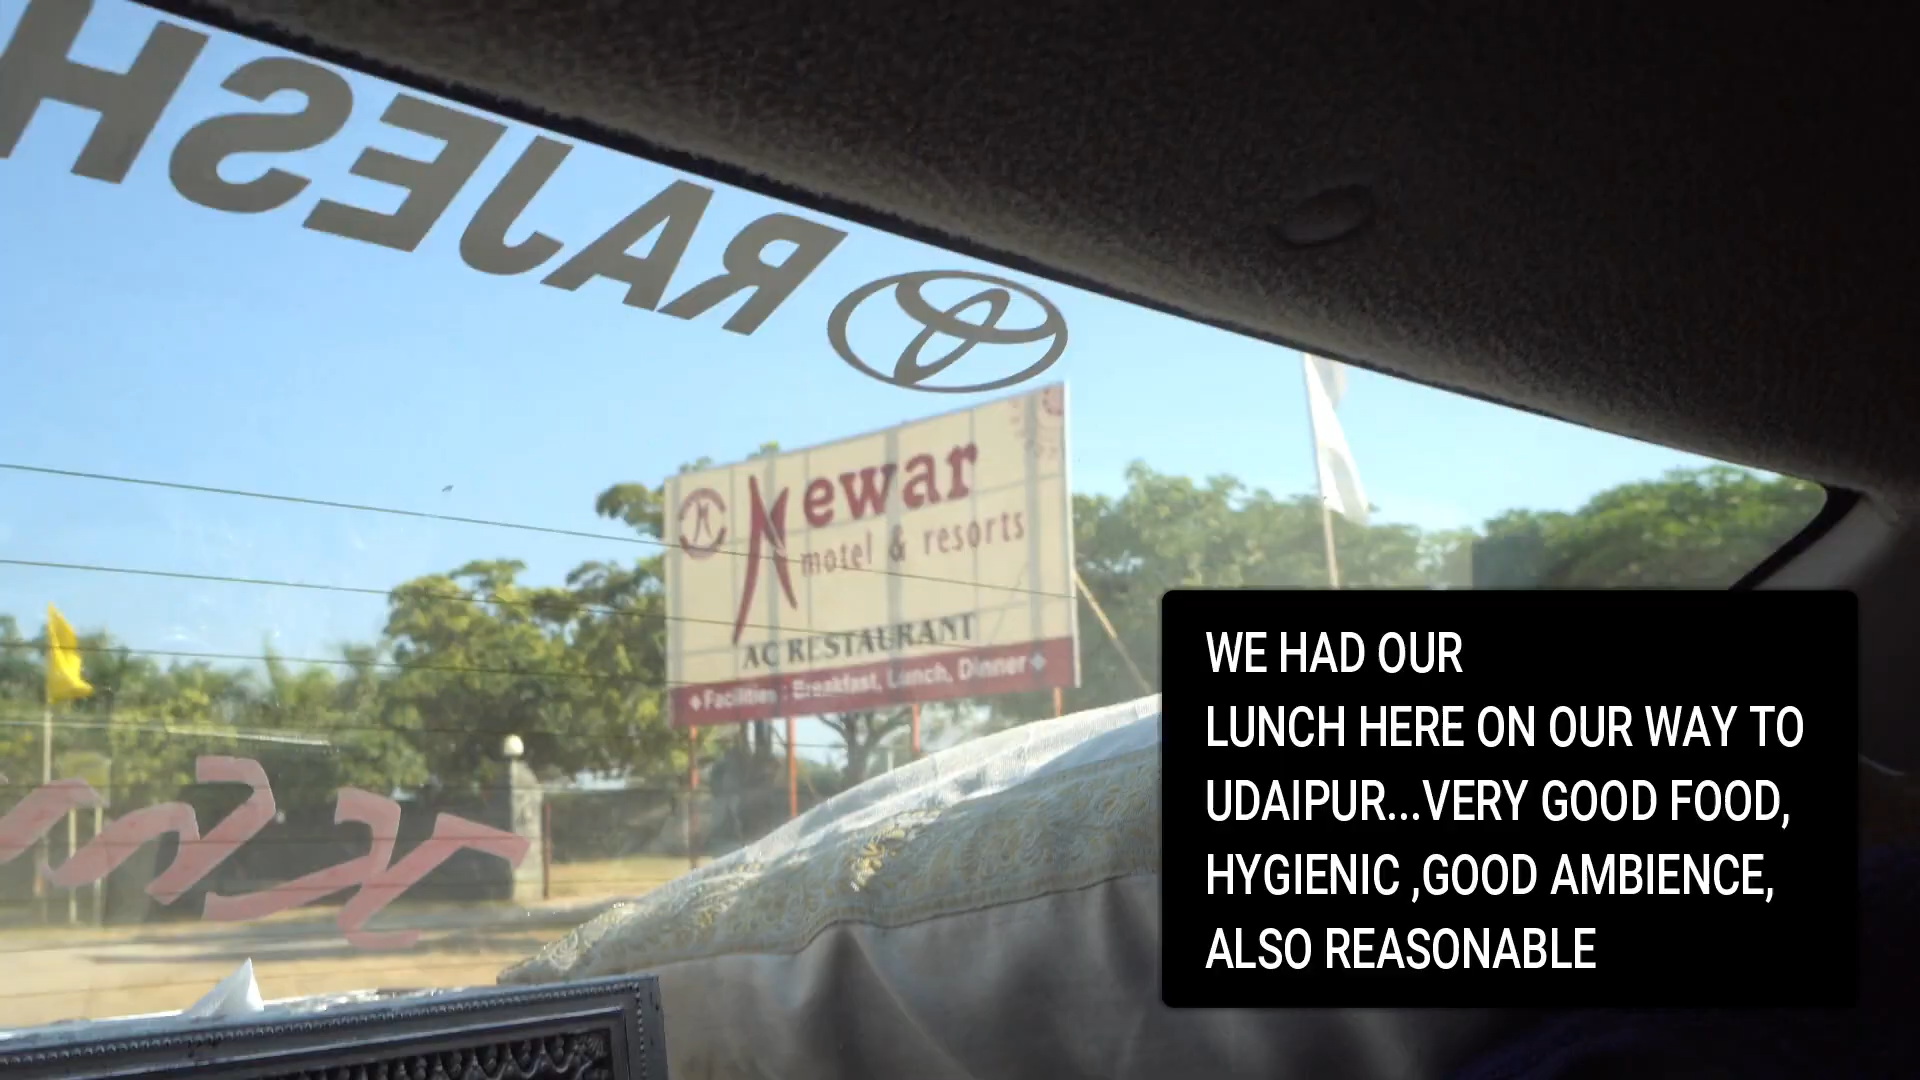 RAJESH
Mewar
motel & resorts
AC RESTAURANT
Facilities : Breakfast, Lunch, Dinner
WE HAD OUR
LUNCH HERE ON OUR WAY TO
UDAIPUR...VERY GOOD FOOD,
HYGIENIC ,GOOD AMBIENCE,
ALSO REASONABLE